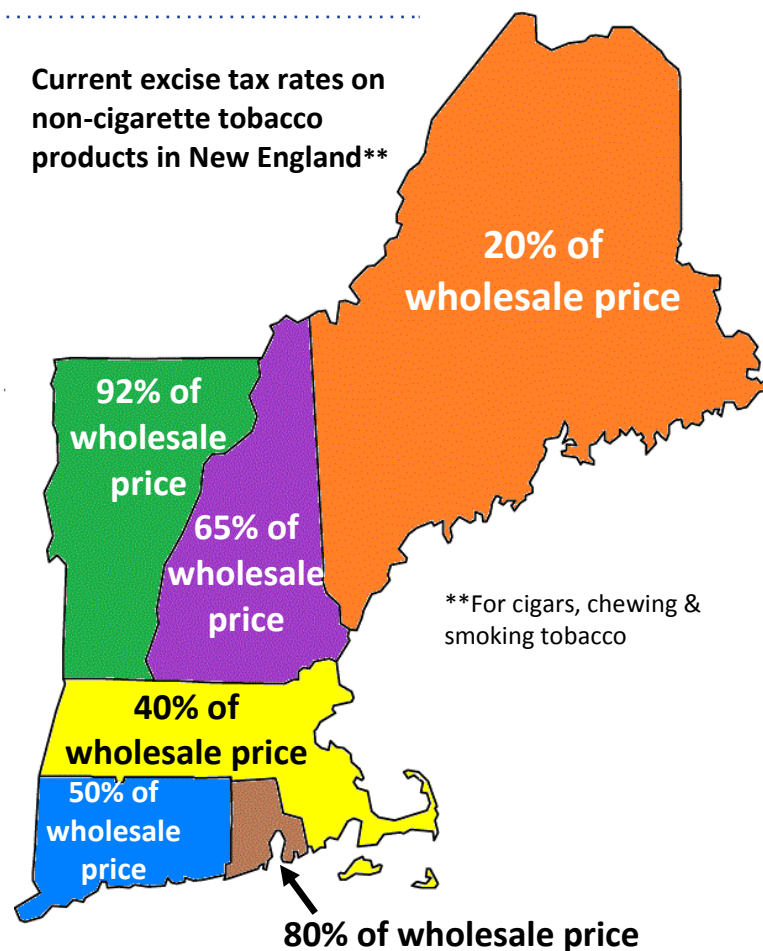 Current excise tax rates on
non-cigarette tobacco
products in New England**
20% of
wholesale price
92% of
wholesale
price
65% of
wholesale
price
**For cigars, chewing &
smoking tobacco
40% of
wholesale price
50% of
wholesale
price
80% of wholesale price